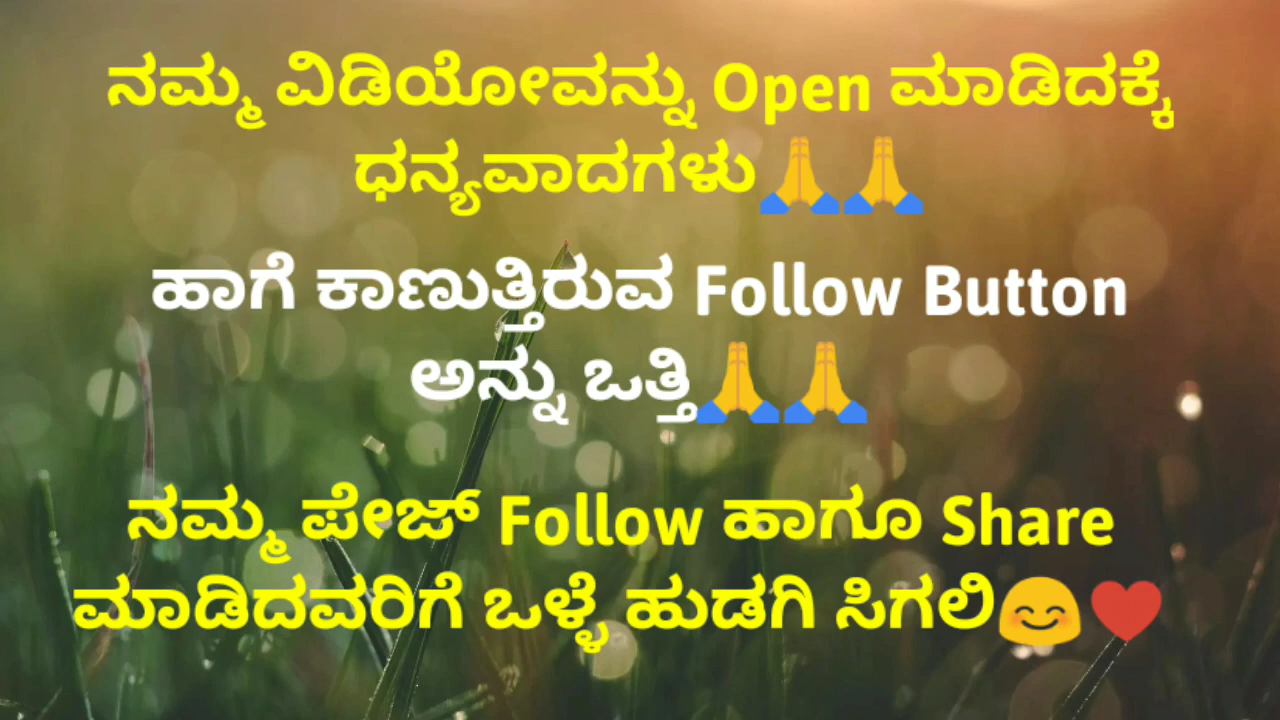 ನಮ್ಮ ವಿಡಿಯೋವನ್ನು Open ಮಾಡಿದಕ್ಕೆ
ಧನ್ಯವಾದಗಳು🙏🙏
ಹಾಗೆ ಕಾಣುತ್ತಿರುವ Follow Button
ಅನ್ನು ಒತ್ತಿ🙏🙏
ನಮ್ಮ ಪೇಜ್ Follow ಹಾಗೂ Share
ಮಾಡಿದವರಿಗೆ ಒಳ್ಳೆ ಹುಡಗಿ ಸಿಗಲಿ😊❤️